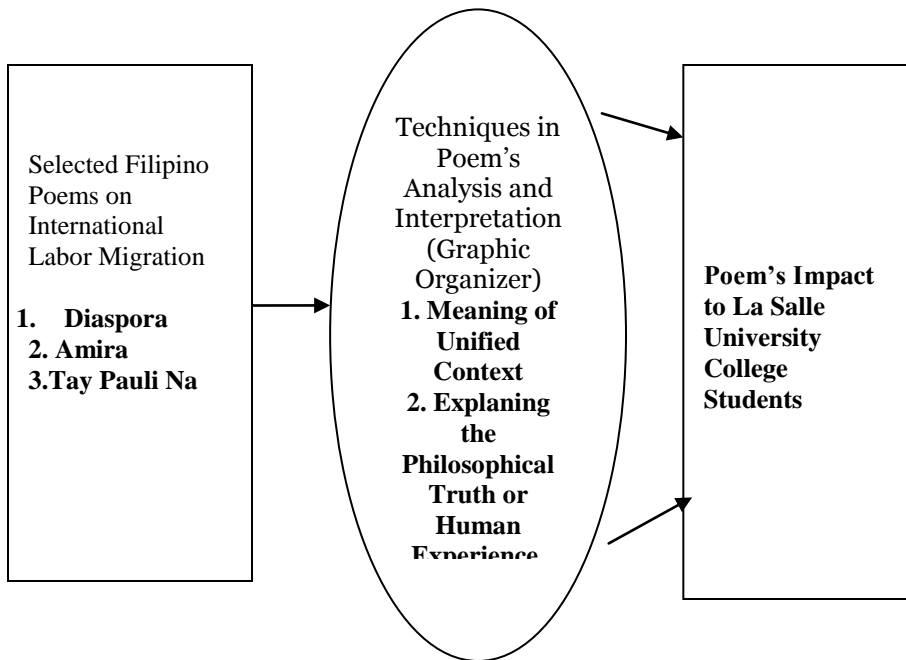 Selected Filipino
Poems on
International
Labor Migration
1. Diaspora
2. Amira
3.Tay Pauli Na
Techniques in
Poem's
Analysis and
Interpretation
(Graphic
Organizer)
1. Meaning of
Unified
Context
2. Explaning
the
Philosophical
Truth or
Human
Experience
Poem's Impact
to La Salle
University
College
Students